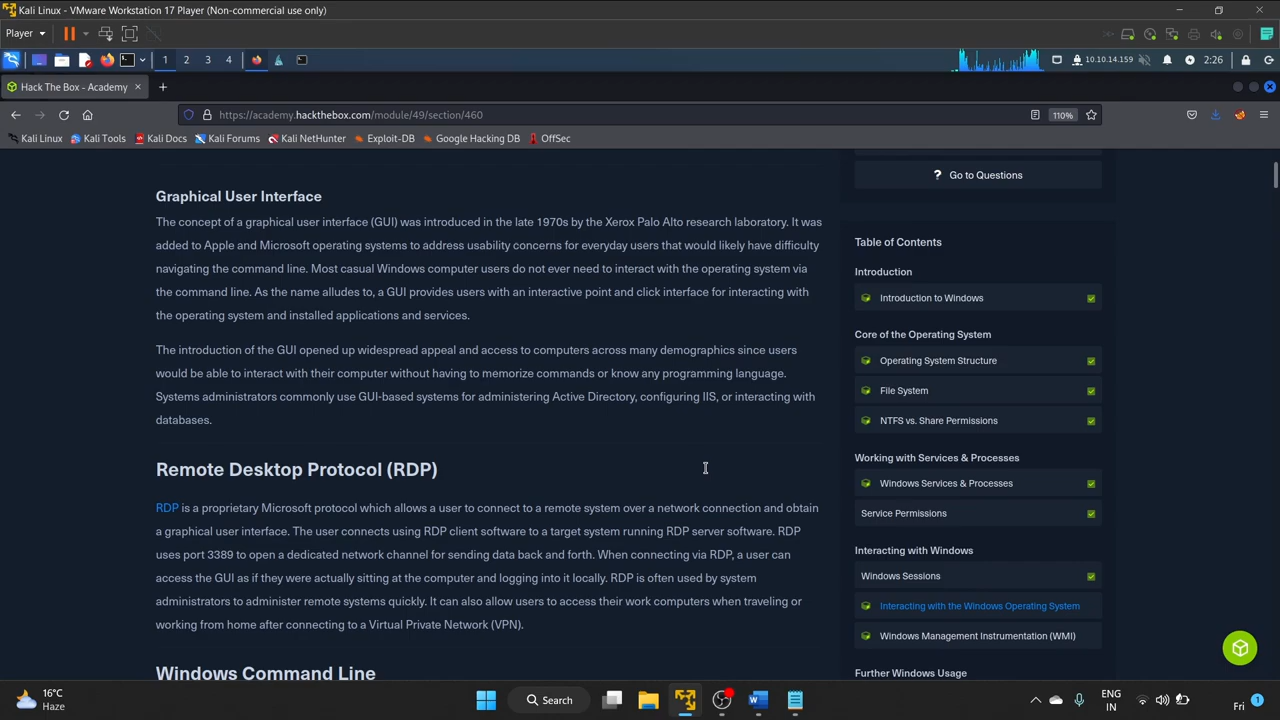 Kali Linux - VMware Workstation 17 Player (Non-commercial use only)
Player
1 2 3 4
10.10.14.159
2:26
Hack The Box - Academy
https://academy.hackthebox.com/module/49/section/460
110%
Kali Linux Kali Tools Kali Docs Kali Forums Kali NetHunter Exploit-DB Google Hacking DB OffSec
Graphical User Interface
The concept of a graphical user interface (GUI) was introduced in the late 1970s by the Xerox Palo Alto research laboratory. It was
added to Apple and Microsoft operating systems to address usability concerns for everyday users that would likely have difficulty
navigating the command line. Most casual Windows computer users do not ever need to interact with the operating system via
the command line. As the name alludes to, a GUI provides users with an interactive point and click interface for interacting with
the operating system and installed applications and services.
The introduction of the GUI opened up widespread appeal and access to computers across many demographics since users
would be able to interact with their computer without having to memorize commands or know any programming language.
Systems administrators commonly use GUI-based systems for administering Active Directory, configuring IIS, or interacting with
databases.
Remote Desktop Protocol (RDP)
RDP is a proprietary Microsoft protocol which allows a user to connect to a remote system over a network connection and obtain
a graphical user interface. The user connects using RDP client software to a target system running RDP server software. RDP
uses port 3389 to open a dedicated network channel for sending data back and forth. When connecting via RDP, a user can
access the GUI as if they were actually sitting at the computer and logging into it locally. RDP is often used by system
administrators to administer remote systems quickly. It can also allow users to access their work computers when traveling or
working from home after connecting to a Virtual Private Network (VPN).
Windows Command Line
? Go to Questions
Table of Contents
Introduction
Introduction to Windows
Core of the Operating System
Operating System Structure
File System
NTFS vs. Share Permissions
Working with Services & Processes
Windows Services & Processes
Service Permissions
Interacting with Windows
Windows Sessions
Interacting with the Windows Operating System
Windows Management Instrumentation (WMI)
Further Windows Usage
16°C
Haze
Search
ENG
IN
Fri
1